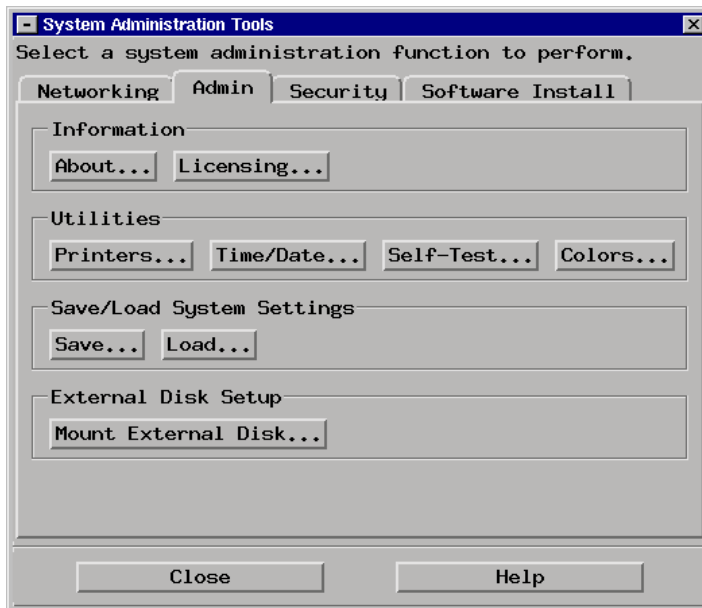 System Administration Tools
Select a system administration function to perform.
Networking Admin Security Software Install
Information
About... Licensing...
Utilities
Printers... Time/Date... Self-Test... Colors...
Save/Load System Settings
Save... Load...
External Disk Setup
Mount External Disk...
Close Help